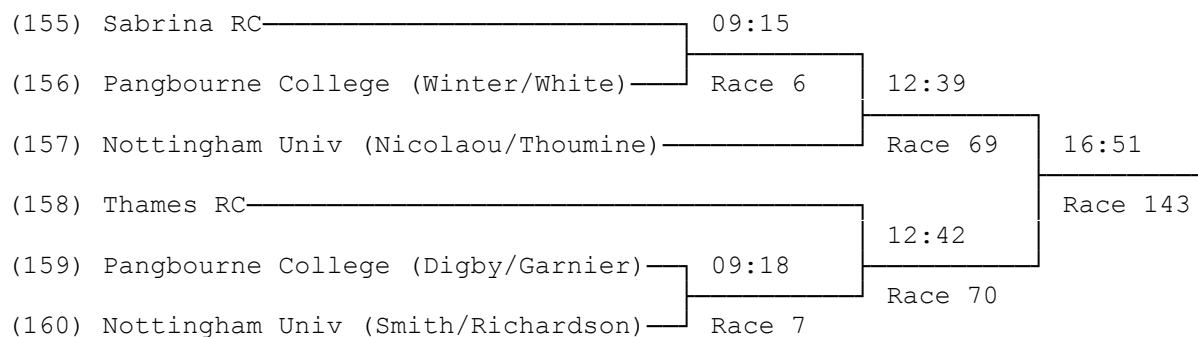 (155) Sabrina RC 09:15
(156) Pangbourne College (Winter/White) Race 6 12:39
(157) Nottingham Univ (Nicolaou/Thoumine) Race 69 16:51
(158) Thames RC Race 143
12:42
(159) Pangbourne College (Digby/Garnier) 09:18
Race 70
(160) Nottingham Univ (Smith/Richardson) Race 7